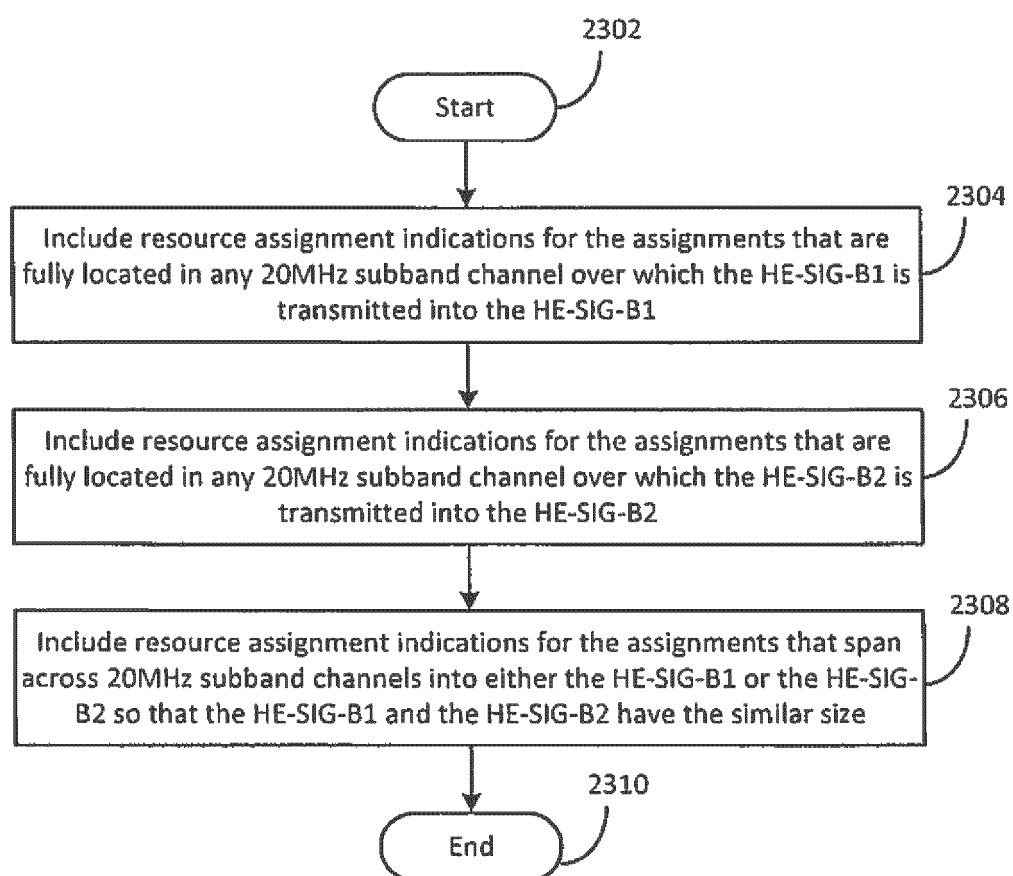 2302
Start
2304
Include resource assignment indications for the assignments that are
fully located in any 20MHz subband channel over which the HE-SIG-B1 is
transmitted into the HE-SIG-B1
2306
Include resource assignment indications for the assignments that are
fully located in any 20MHz subband channel over which the HE-SIG-B2 is
transmitted into the HE-SIG-B2
2308
Include resource assignment indications for the assignments that span
across 20MHz subband channels into either the HE-SIG-B1 or the HE-SIG-
B2 so that the HE-SIG-B1 and the HE-SIG-B2 have the similar size
2310
End